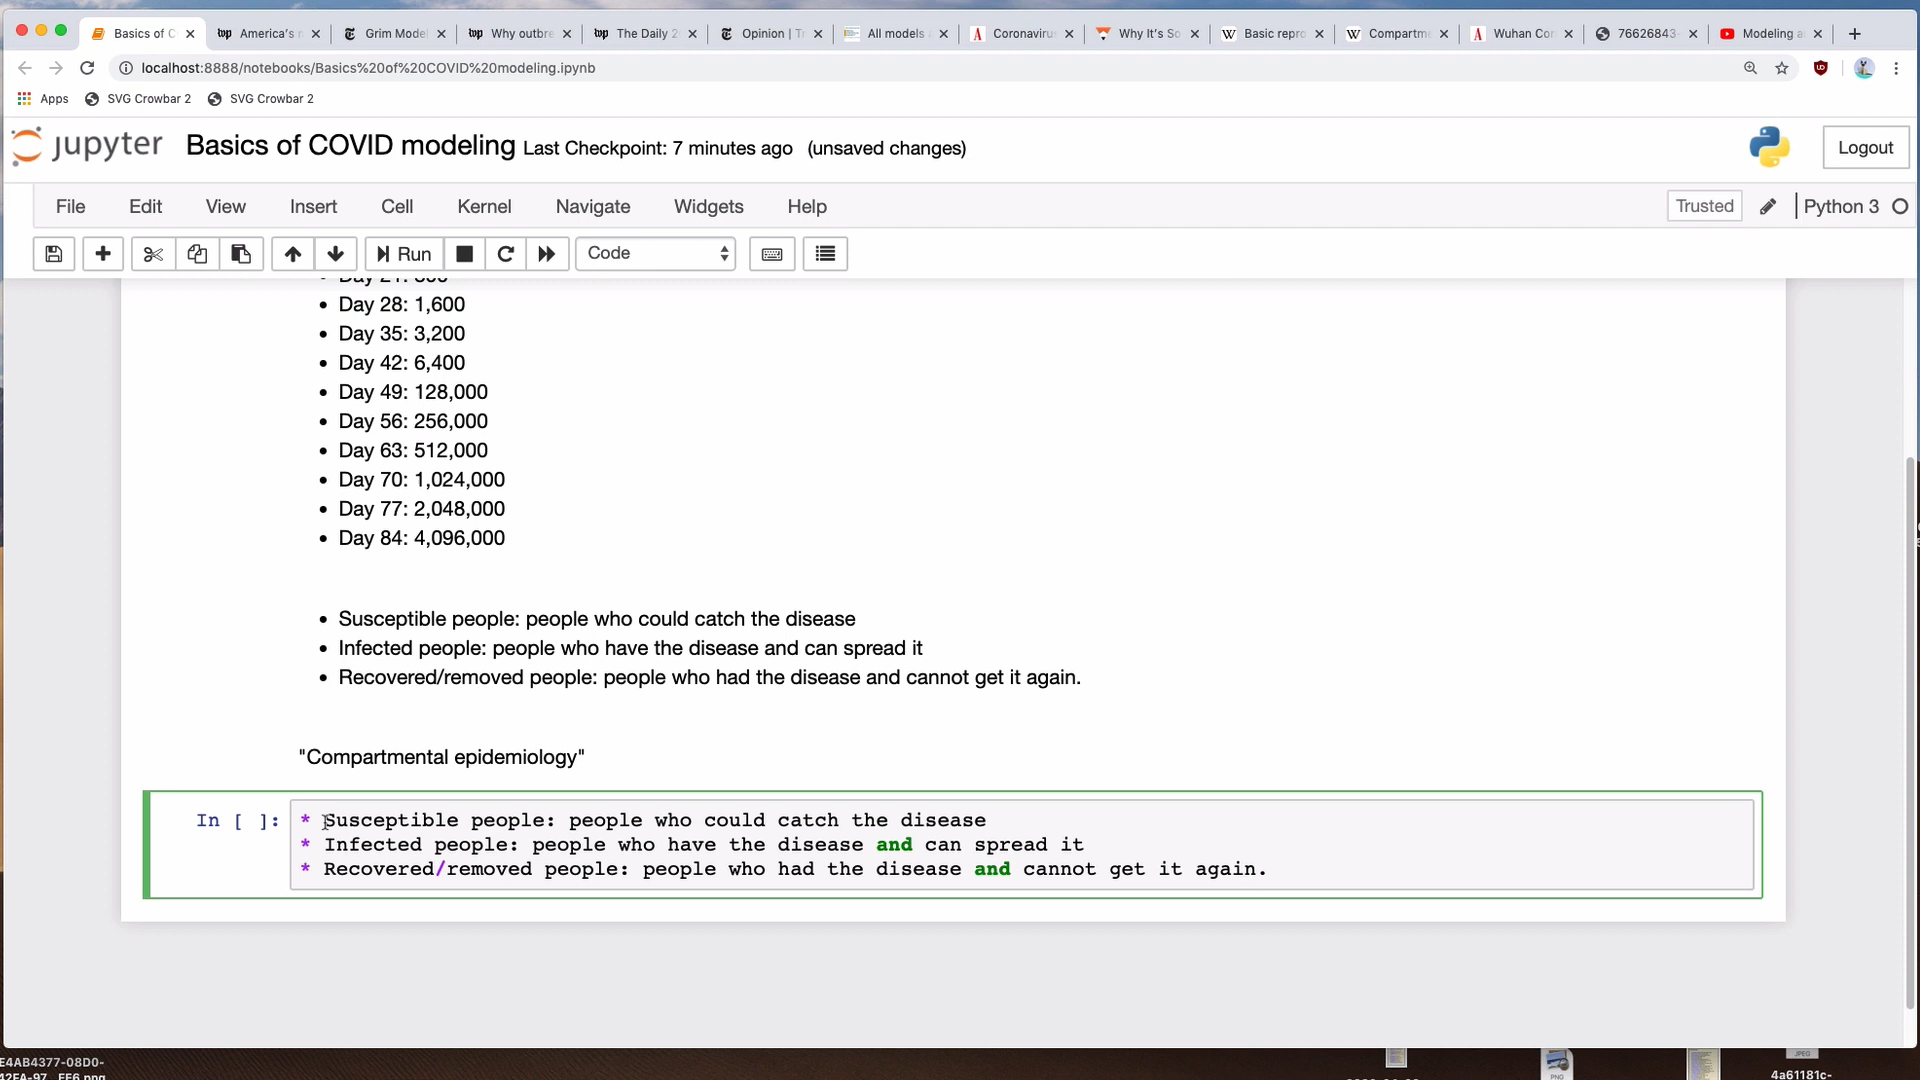 Basics of C
America's r
Grim Model
Why outbre
The Daily 2
Opinion | T
All models
Coronavirus
Why It's So
Basic repro
Compartme
Wuhan Cor
76626843-
Modeling a
localhost:8888/notebooks/Basics%20of%20COVID%20modeling.ipynb
Apps SVG Crowbar 2 SVG Crowbar 2
jupyter Basics of COVID modeling Last Checkpoint: 7 minutes ago (unsaved changes)
Logout
File Edit View Insert Cell Kernel Navigate Widgets Help
Trusted Python 3
Run Code
• Day 28: 1,600
• Day 35: 3,200
• Day 42: 6,400
• Day 49: 128,000
• Day 56: 256,000
• Day 63: 512,000
• Day 70: 1,024,000
• Day 77: 2,048,000
• Day 84: 4,096,000
• Susceptible people: people who could catch the disease
• Infected people: people who have the disease and can spread it
• Recovered/removed people: people who had the disease and cannot get it again.
"Compartmental epidemiology"
In [ ]: * Susceptible people: people who could catch the disease
* Infected people: people who have the disease and can spread it
* Recovered/removed people: people who had the disease and cannot get it again.
E4AB4377-08D0-
4a61181c-